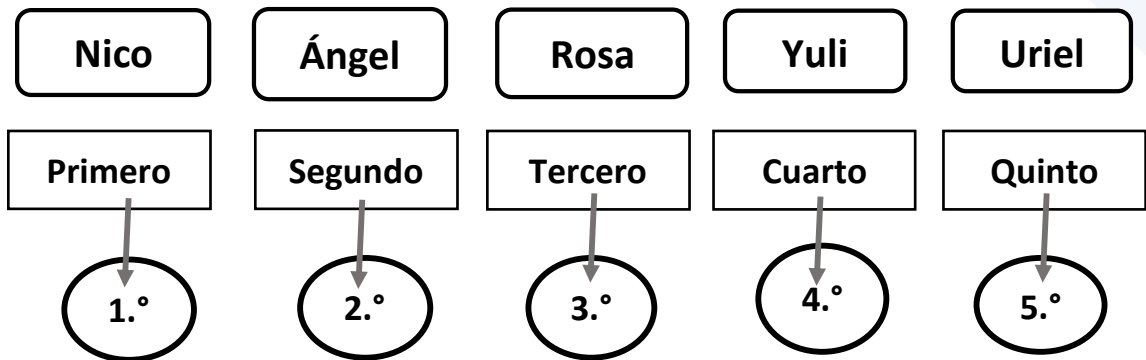 Nico Ángel Rosa Yuli Uriel
Primero Segundo Tercero Cuarto Quinto
1.° 2.° 3.° 4.° 5.°